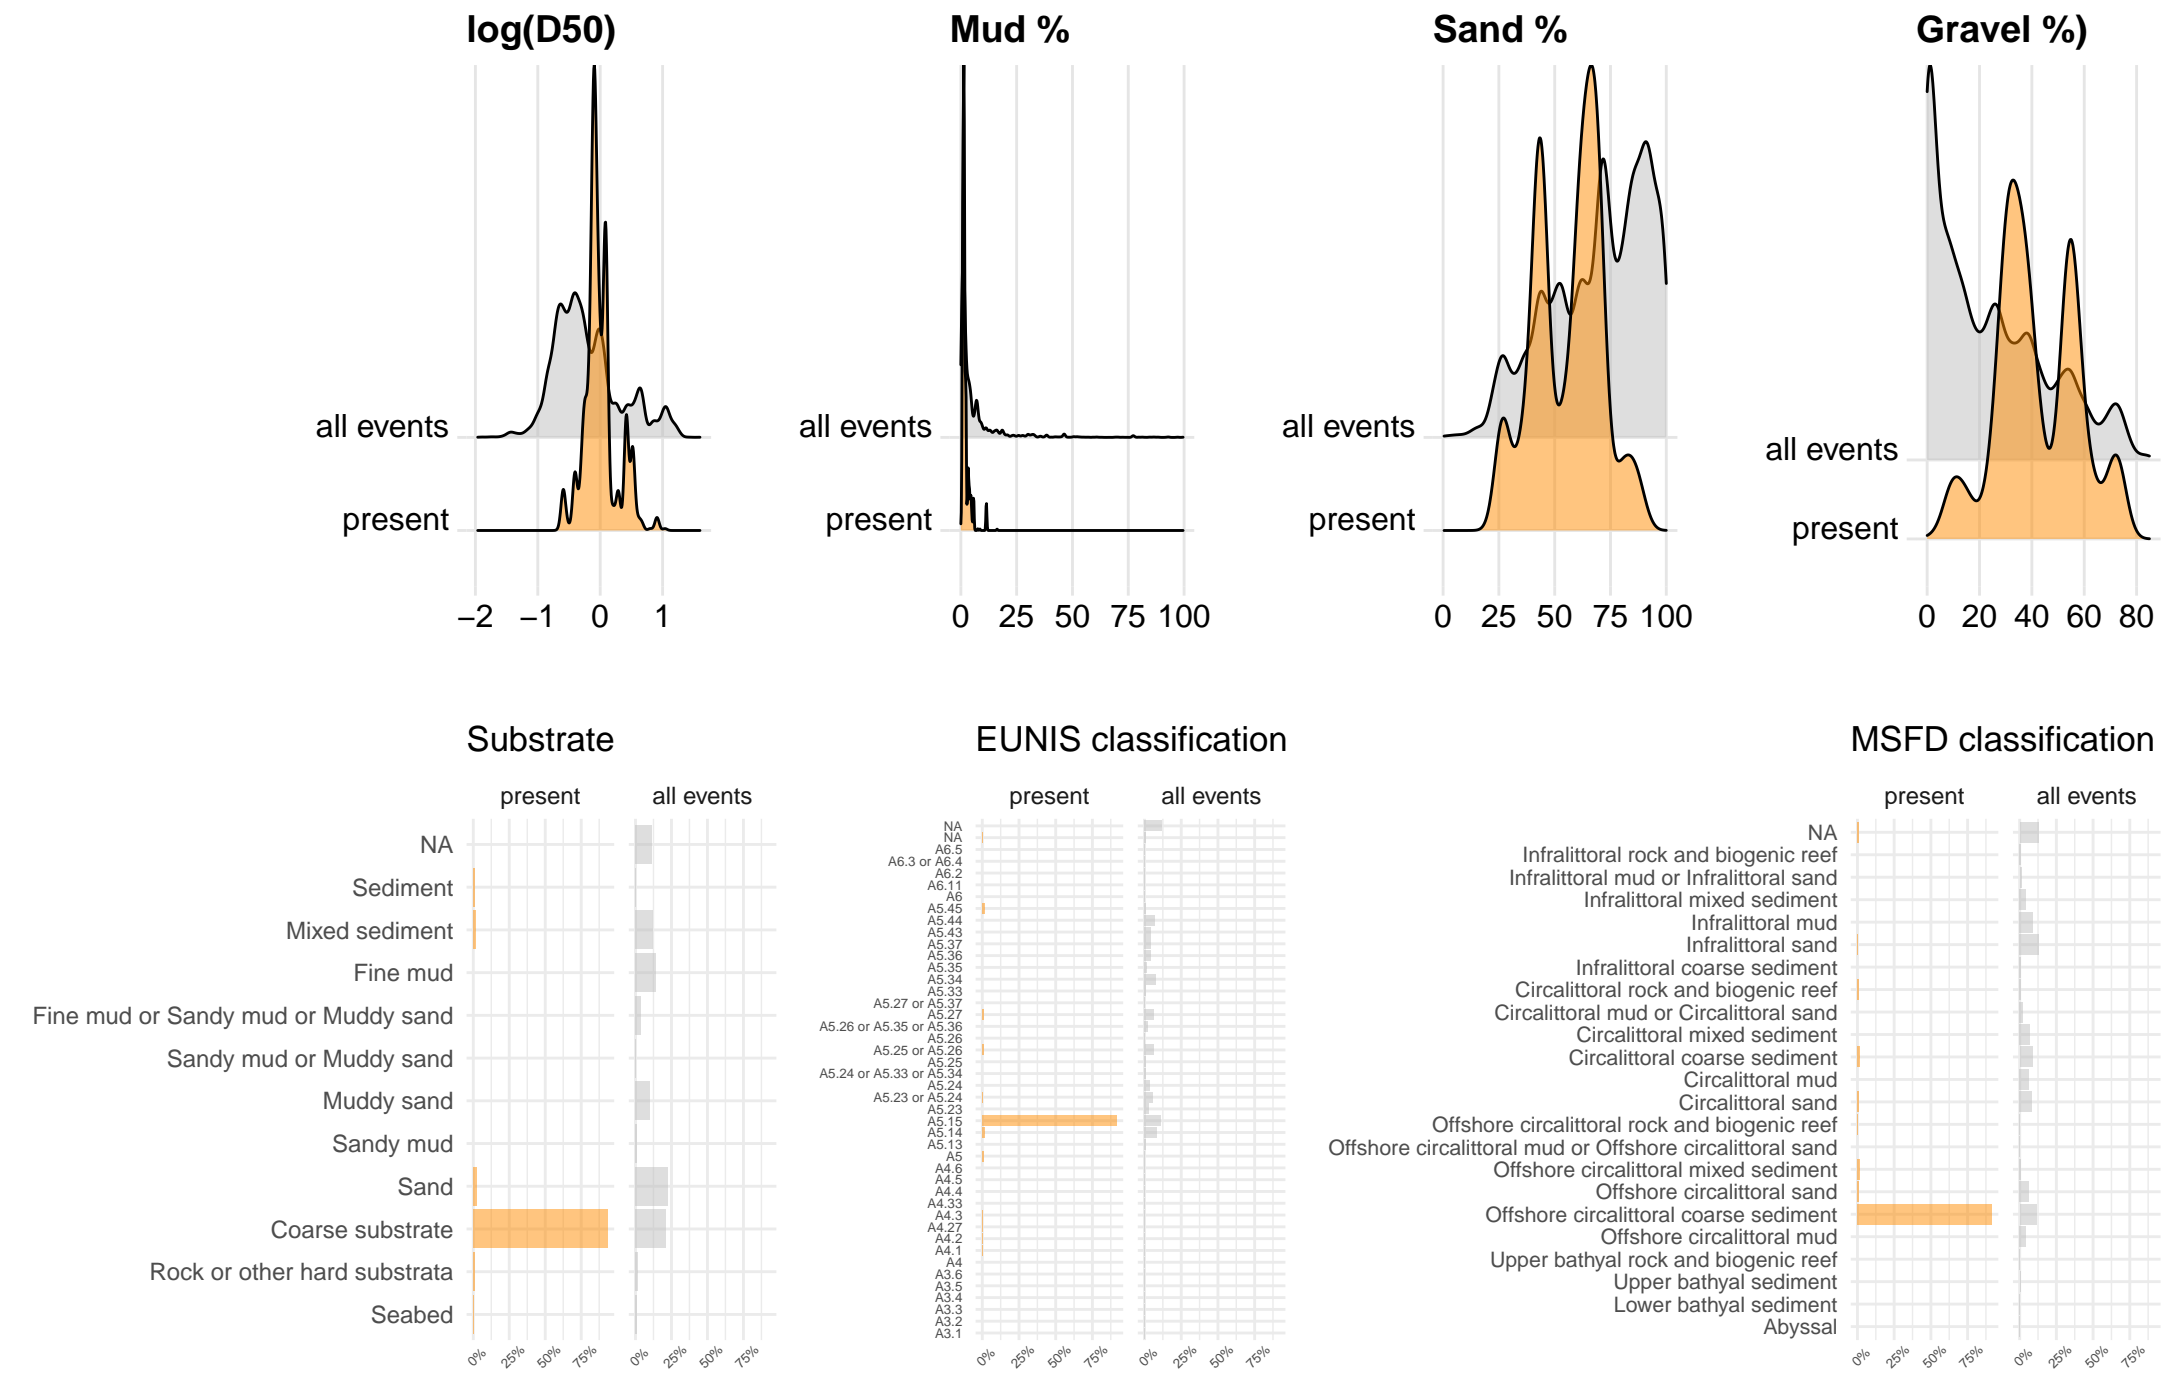 log(D50)
Mud %
Sand %
Gravel %)
all events
present
−2 −1 0 1
all events
present
0 25 50 75 100
all events
present
0 25 50 75 100
all events
present
0 20 40 60 80
Substrate
present all events
NA
Sediment
Mixed sediment
Fine mud
Fine mud or Sandy mud or Muddy sand
Sandy mud or Muddy sand
Muddy sand
Sandy mud
Sand
Coarse substrate
Rock or other hard substrata
Seabed
0% 25% 50% 75% 0% 25% 50% 75%
EUNIS classification
present all events
NA
NA
A6.5
A6.3 or A6.4
A6.2
A6.11
A6
A5.45
A5.44
A5.43
A5.37
A5.36
A5.35
A5.34
A5.33
A5.27 or A5.37
A5.27
A5.26 or A5.35 or A5.36
A5.26
A5.25 or A5.26
A5.25
A5.24 or A5.33 or A5.34
A5.24
A5.23 or A5.24
A5.23
A5.15
A5.14
A5.13
A5
A4.6
A4.5
A4.4
A4.33
A4.3
A4.27
A4.2
A4.1
A4
A3.6
A3.5
A3.4
A3.3
A3.2
A3.1
0% 25% 50% 75% 0% 25% 50% 75%
MSFD classification
present all events
NA
Infralittoral rock and biogenic reef
Infralittoral mud or Infralittoral sand
Infralittoral mixed sediment
Infralittoral mud
Infralittoral sand
Infralittoral coarse sediment
Circalittoral rock and biogenic reef
Circalittoral mud or Circalittoral sand
Circalittoral mixed sediment
Circalittoral coarse sediment
Circalittoral mud
Circalittoral sand
Offshore circalittoral rock and biogenic reef
Offshore circalittoral mud or Offshore circalittoral sand
Offshore circalittoral mixed sediment
Offshore circalittoral sand
Offshore circalittoral coarse sediment
Offshore circalittoral mud
Upper bathyal rock and biogenic reef
Upper bathyal sediment
Lower bathyal sediment
Abyssal
0% 25% 50% 75% 0% 25% 50% 75%